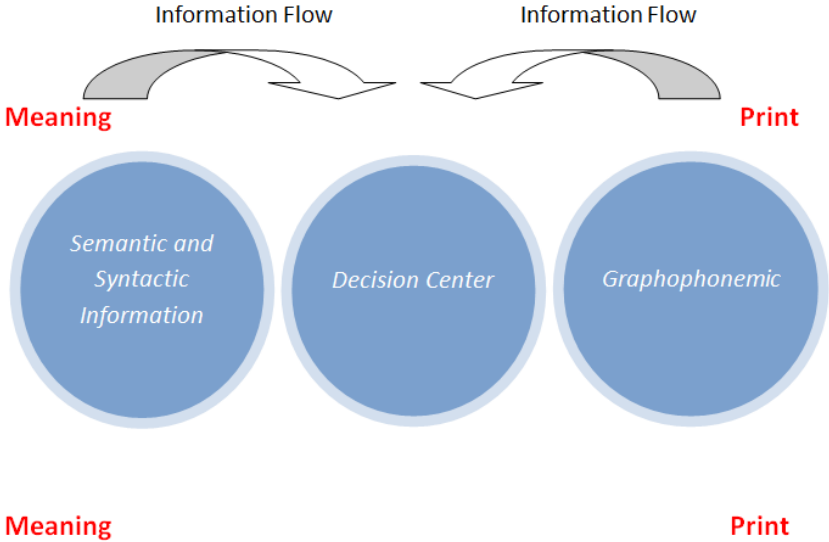 Information Flow
Information Flow
Meaning
Print
Semantic and
Syntactic
Information
Decision Center
Graphophonemic
Meaning
Print